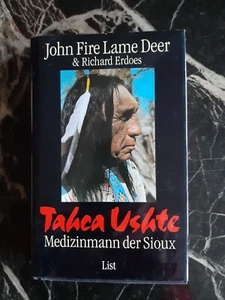 John Fire Lame Deer
& Richard Erdoes
Tahca Ushte
Medizinmann der Sioux
List